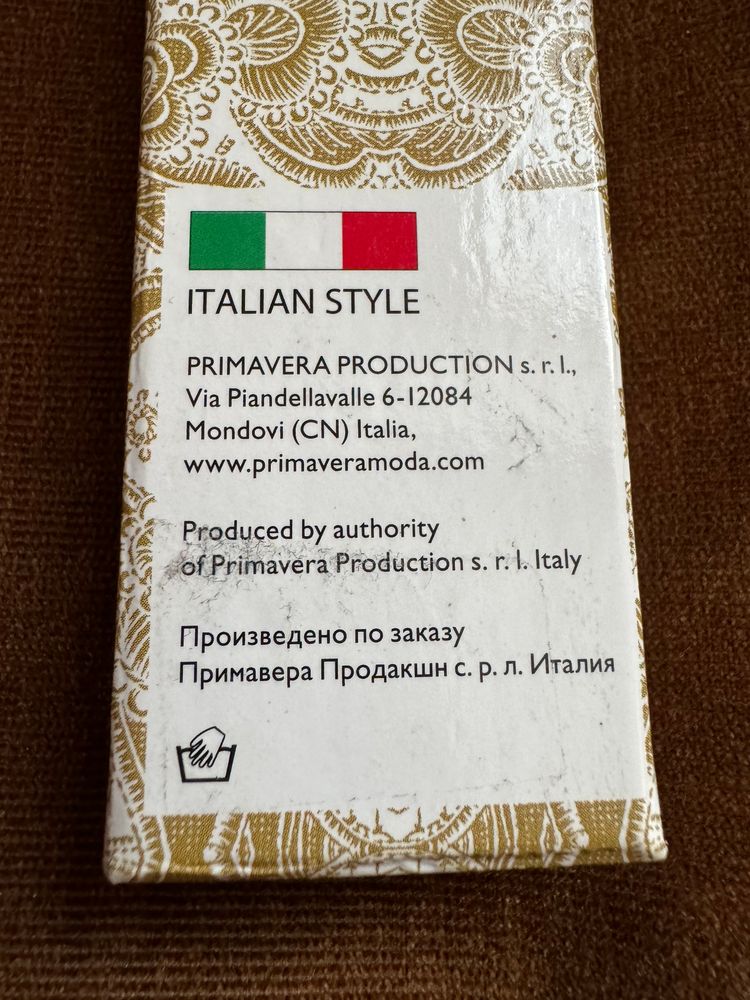 ITALIAN STYLE
PRIMAVERA PRODUCTION s. r. l.,
Via Piandellavalle 6-12084
Mondovi (CN) Italia,
www.primaveramoda.com
Produced by authority
of Primavera Production s. r. l. Italy
Произведено по заказу
Примавера Продакшн с. р. л. Италия